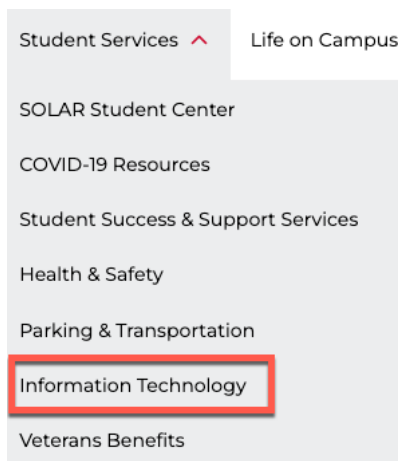 Student Services Life on Campus
SOLAR Student Center
COVID-19 Resources
Student Success & Support Services
Health & Safety
Parking & Transportation
Information Technology
Veterans Benefits